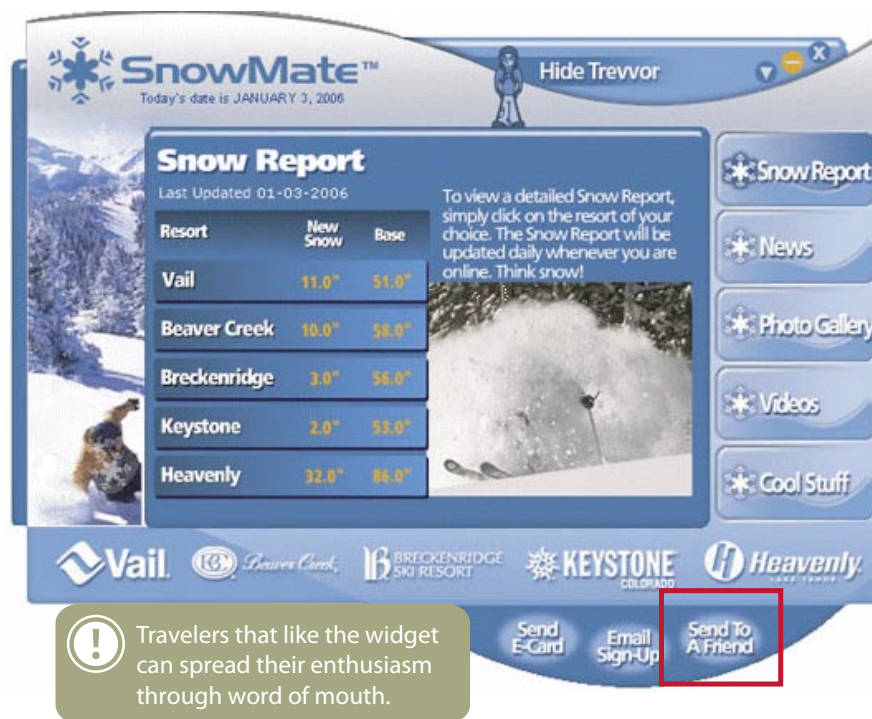 SnowMate™
Today's date is JANUARY 3, 2006
Hide Trevvor
Snow Report
Last Updated 01-03-2006
Resort New Snow Base
Vail 11.0" 51.0"
Beaver Creek 10.0" 58.0"
Breckenridge 3.0" 56.0"
Keystone 2.0" 53.0"
Heavenly 32.0" 86.0"
To view a detailed Snow Report,
simply click on the resort of your
choice. The Snow Report will be
updated daily whenever you are
online. Think snow!
Snow Report
News
Photo Gallery
Videos
Cool Stuff
Vail.
BC Beaver Creek.
B BRECKENRIDGE
SKI RESORT
KEYSTONE
COLORADO
H Heavenly.
LAKE TAHOE
! Travelers that like the widget
can spread their enthusiasm
through word of mouth.
Send
E-Card
Email
Sign-Up
Send To
A Friend